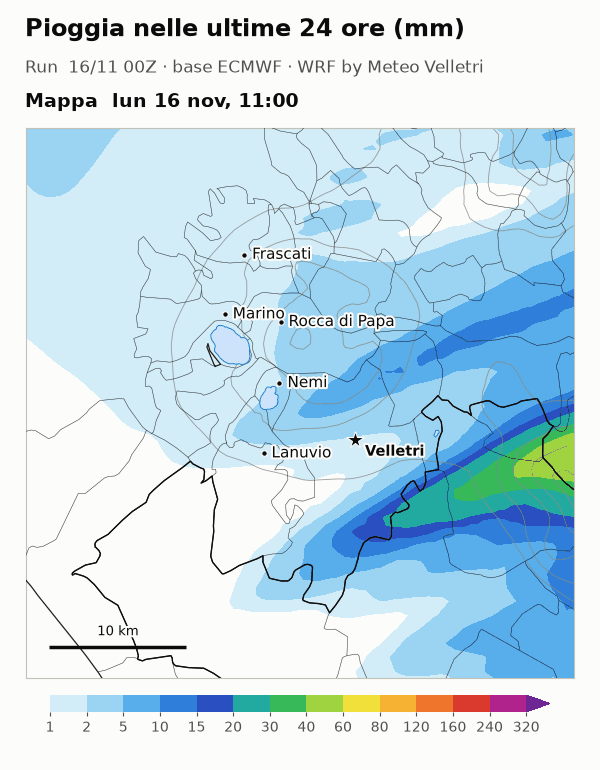 Pioggia nelle ultime 24 ore (mm)
Run 16/11 00Z · base ECMWF · WRF by Meteo Velletri
Mappa lun 16 nov, 11:00
Frascati
Marino
Rocca di Papa
Nemi
Velletri
Lanuvio
10 km
1 2 5 10 15 20 30 40 60 80 120 160 240 320